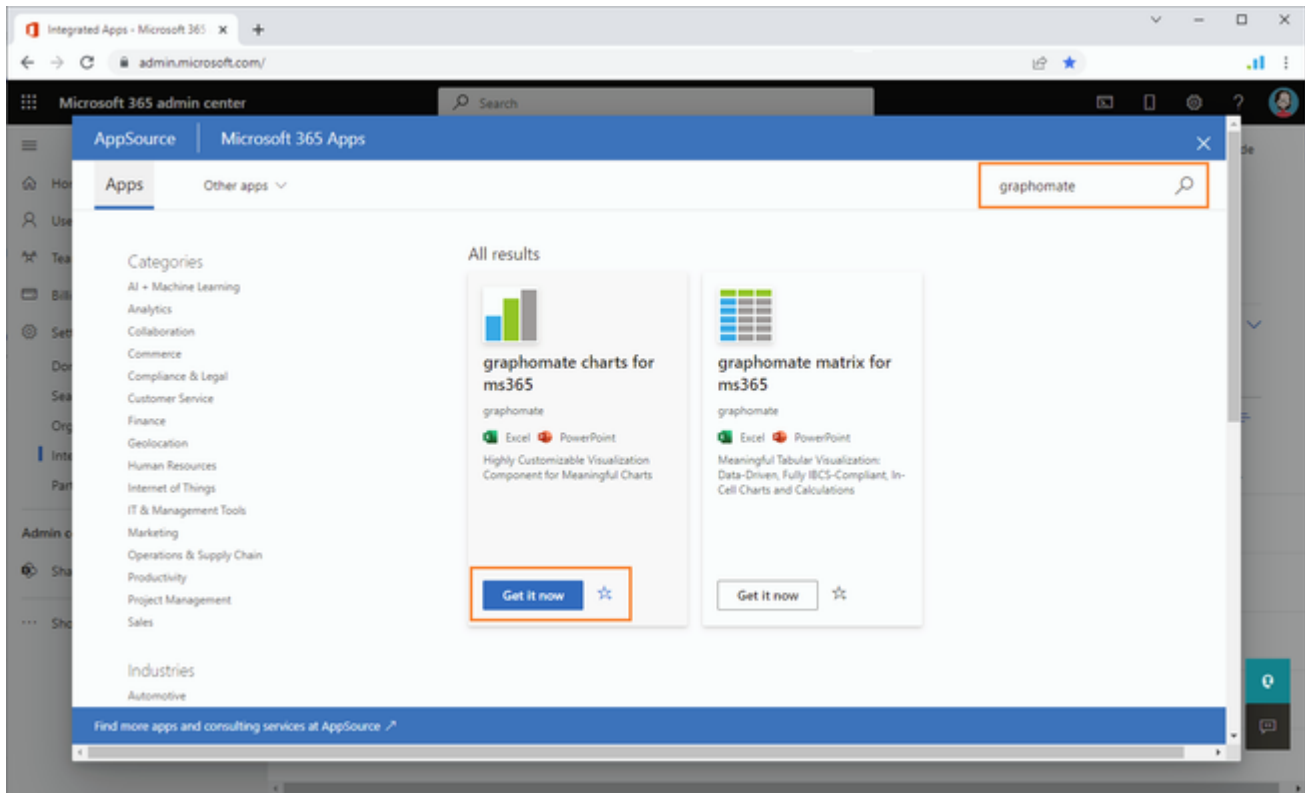 Integrated Apps - Microsoft 365
admin.microsoft.com/
Microsoft 365 admin center
Search
AppSource
Microsoft 365 Apps
Apps
Other apps
graphomate
Categories
AI + Machine Learning
Analytics
Collaboration
Commerce
Compliance & Legal
Customer Service
Finance
Geolocation
Human Resources
Internet of Things
IT & Management Tools
Marketing
Operations & Supply Chain
Productivity
Project Management
Sales
Industries
Automotive
All results
graphomate charts for
ms365
graphomate
Excel PowerPoint
Highly Customizable Visualization
Component for Meaningful Charts
Get it now
graphomate matrix for
ms365
graphomate
Excel PowerPoint
Meaningful Tabular Visualization:
Data-Driven, Fully IBCS-Compliant, In-
Cell Charts and Calculations
Get it now
Find more apps and consulting services at AppSource